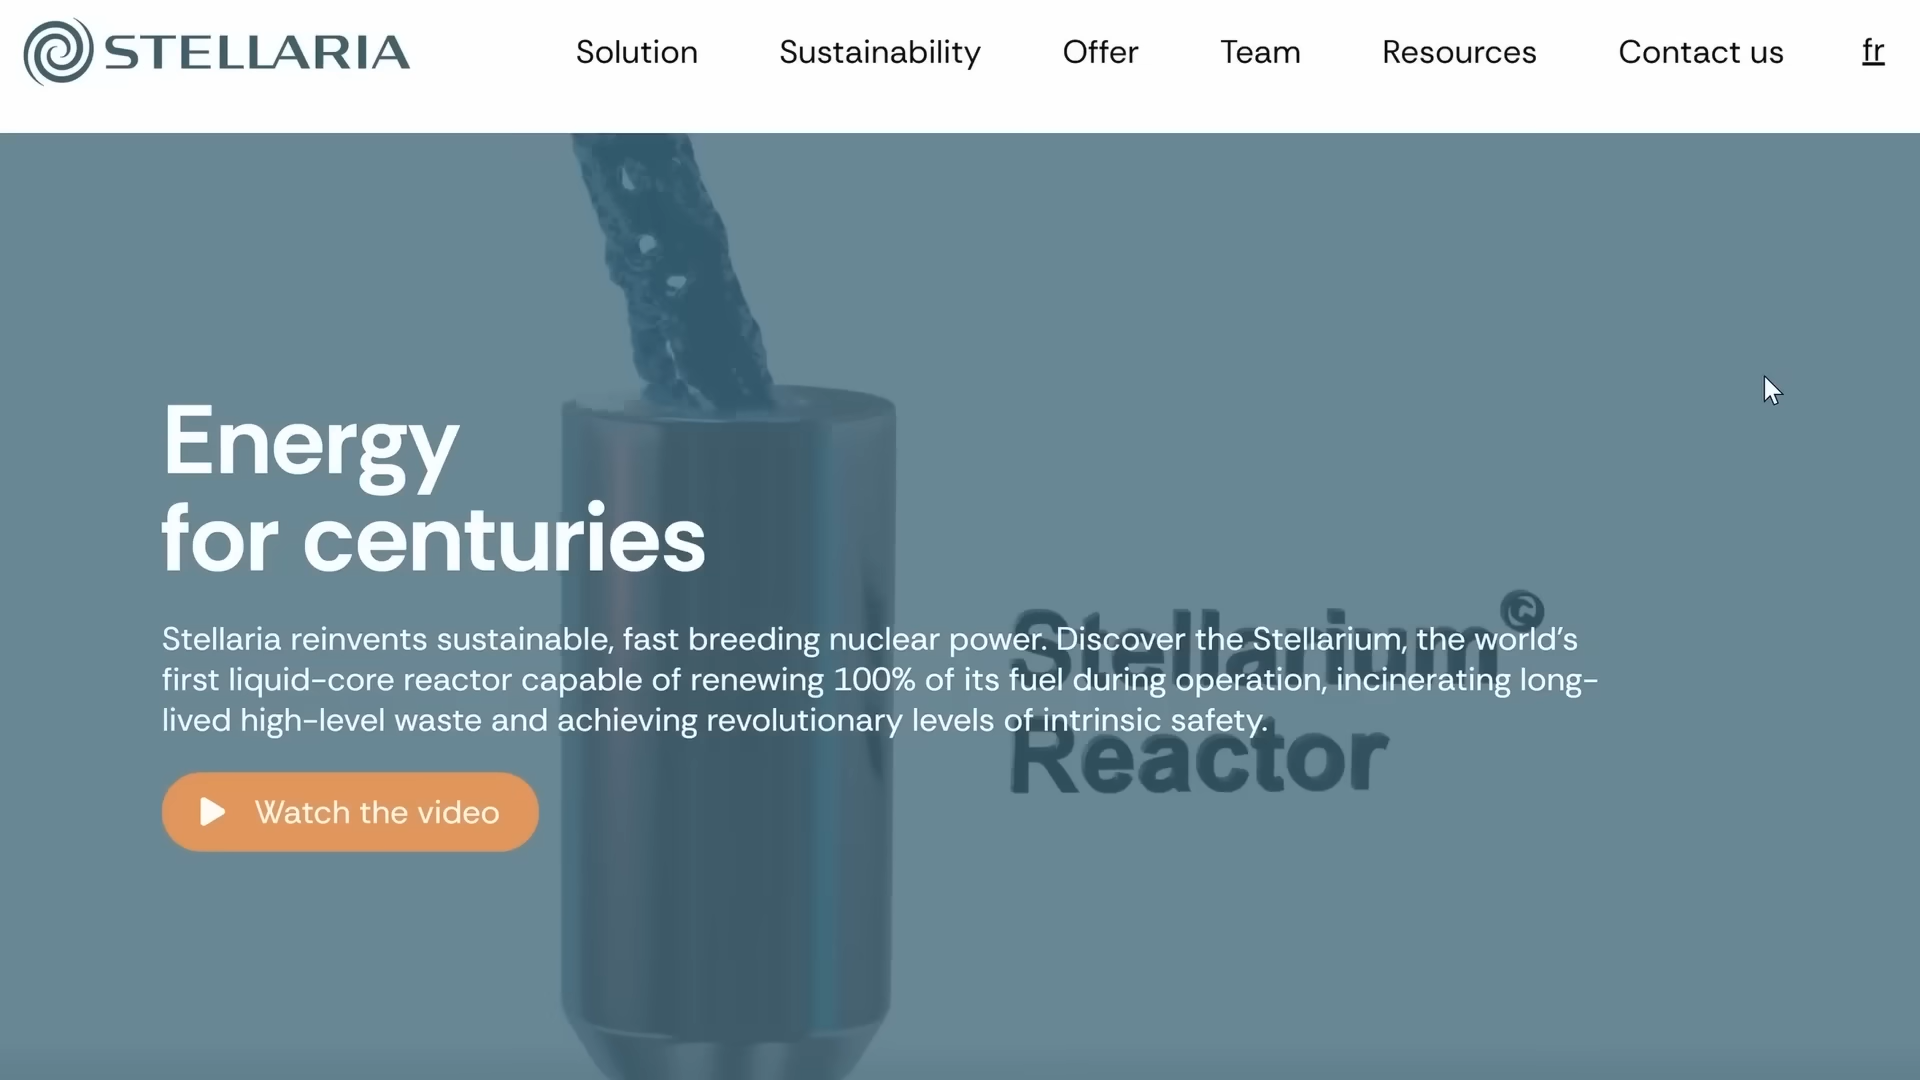 STELLARIA
Solution
Sustainability
Offer
Team
Resources
Contact us
fr
Energy
for centuries
Stellaria reinvents sustainable, fast breeding nuclear power. Discover the Stellarium, the world’s
first liquid-core reactor capable of renewing 100% of its fuel during operation, incinerating long-
lived high-level waste and achieving revolutionary levels of intrinsic safety.
Stellarium©
Reactor
Watch the video